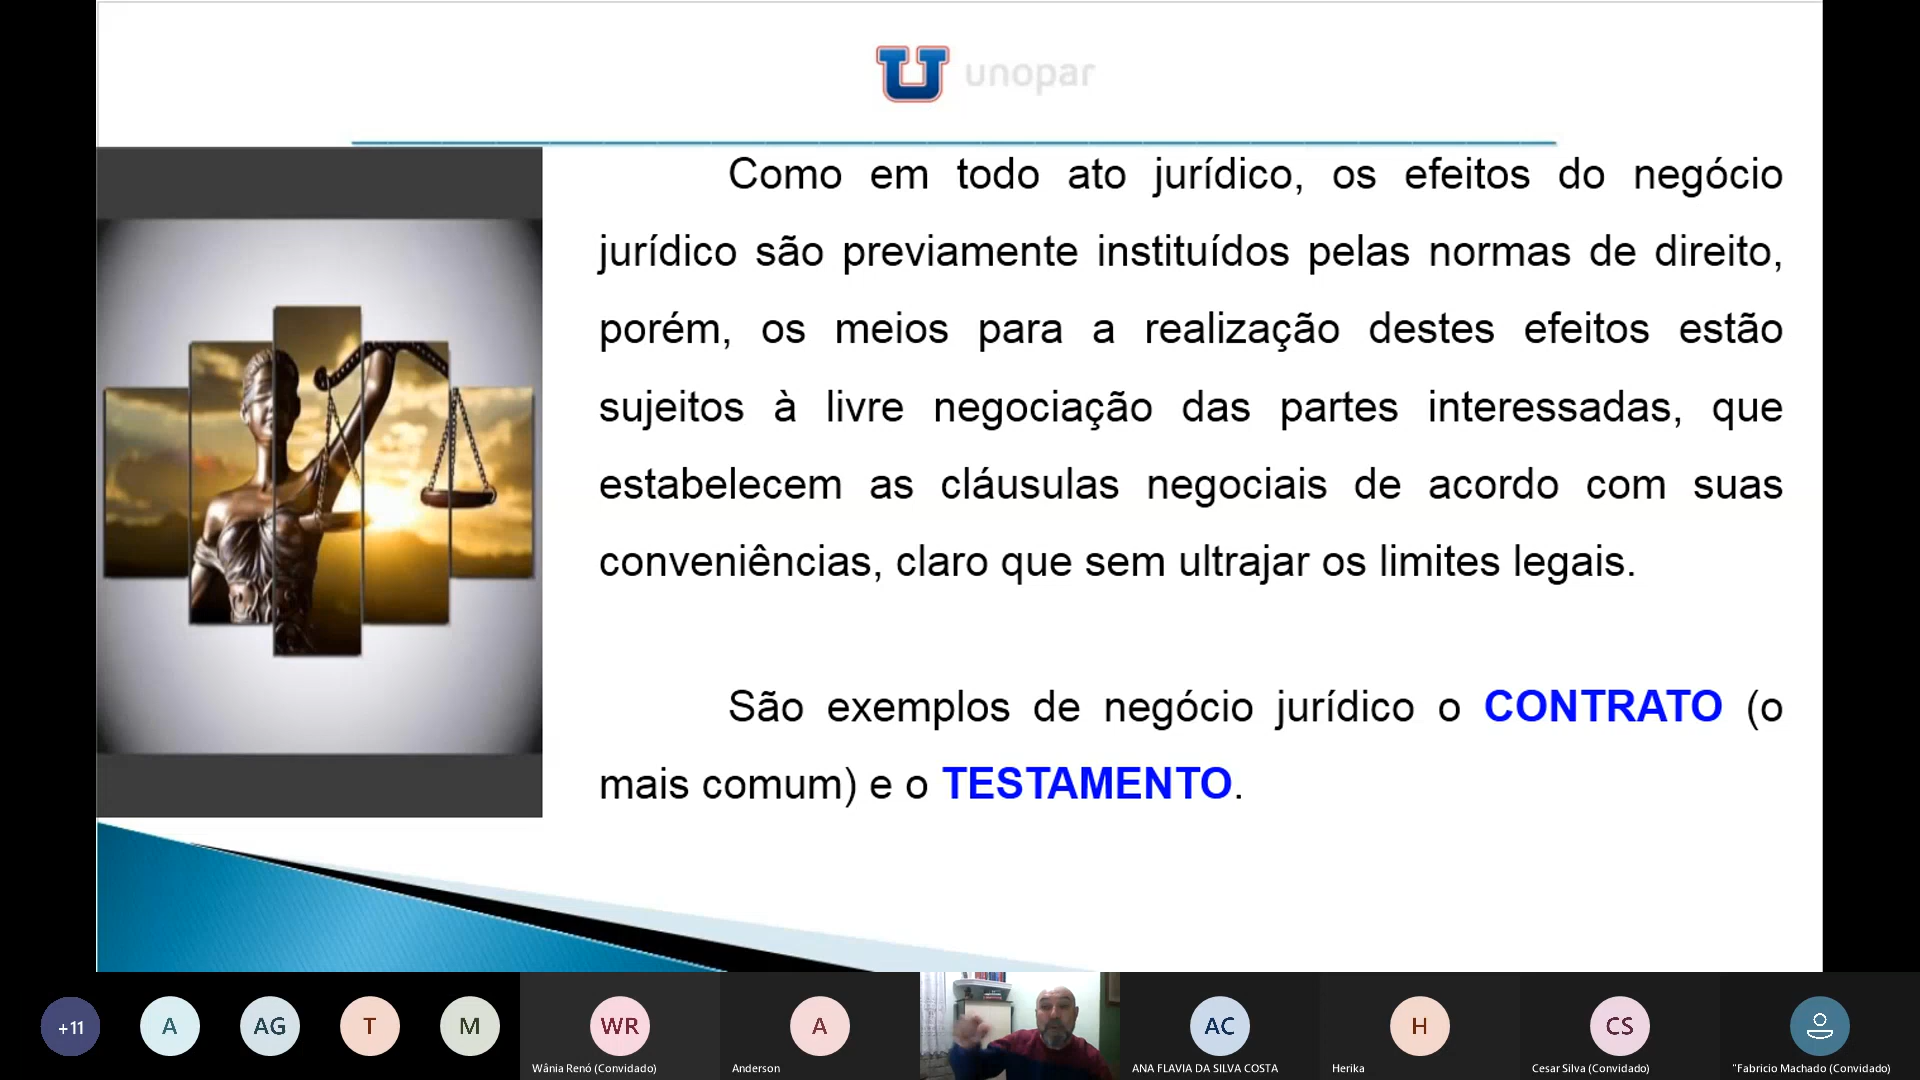 unopar
Como em todo ato jurídico, os efeitos do negócio
jurídico são previamente instituídos pelas normas de direito,
porém, os meios para a realização destes efeitos estão
sujeitos à livre negociação das partes interessadas, que
estabelecem as cláusulas negociais de acordo com suas
conveniências, claro que sem ultrajar os limites legais.
São exemplos de negócio jurídico o CONTRATO (o
mais comum) e o TESTAMENTO.
+11
A
AG
T
M
WR
A
AC
H
CS
Wânia Renó (Convidado)
Anderson
ANA FLAVIA DA SILVA COSTA
Herika
Cesar Silva (Convidado)
"Fabricio Machado (Convidado)